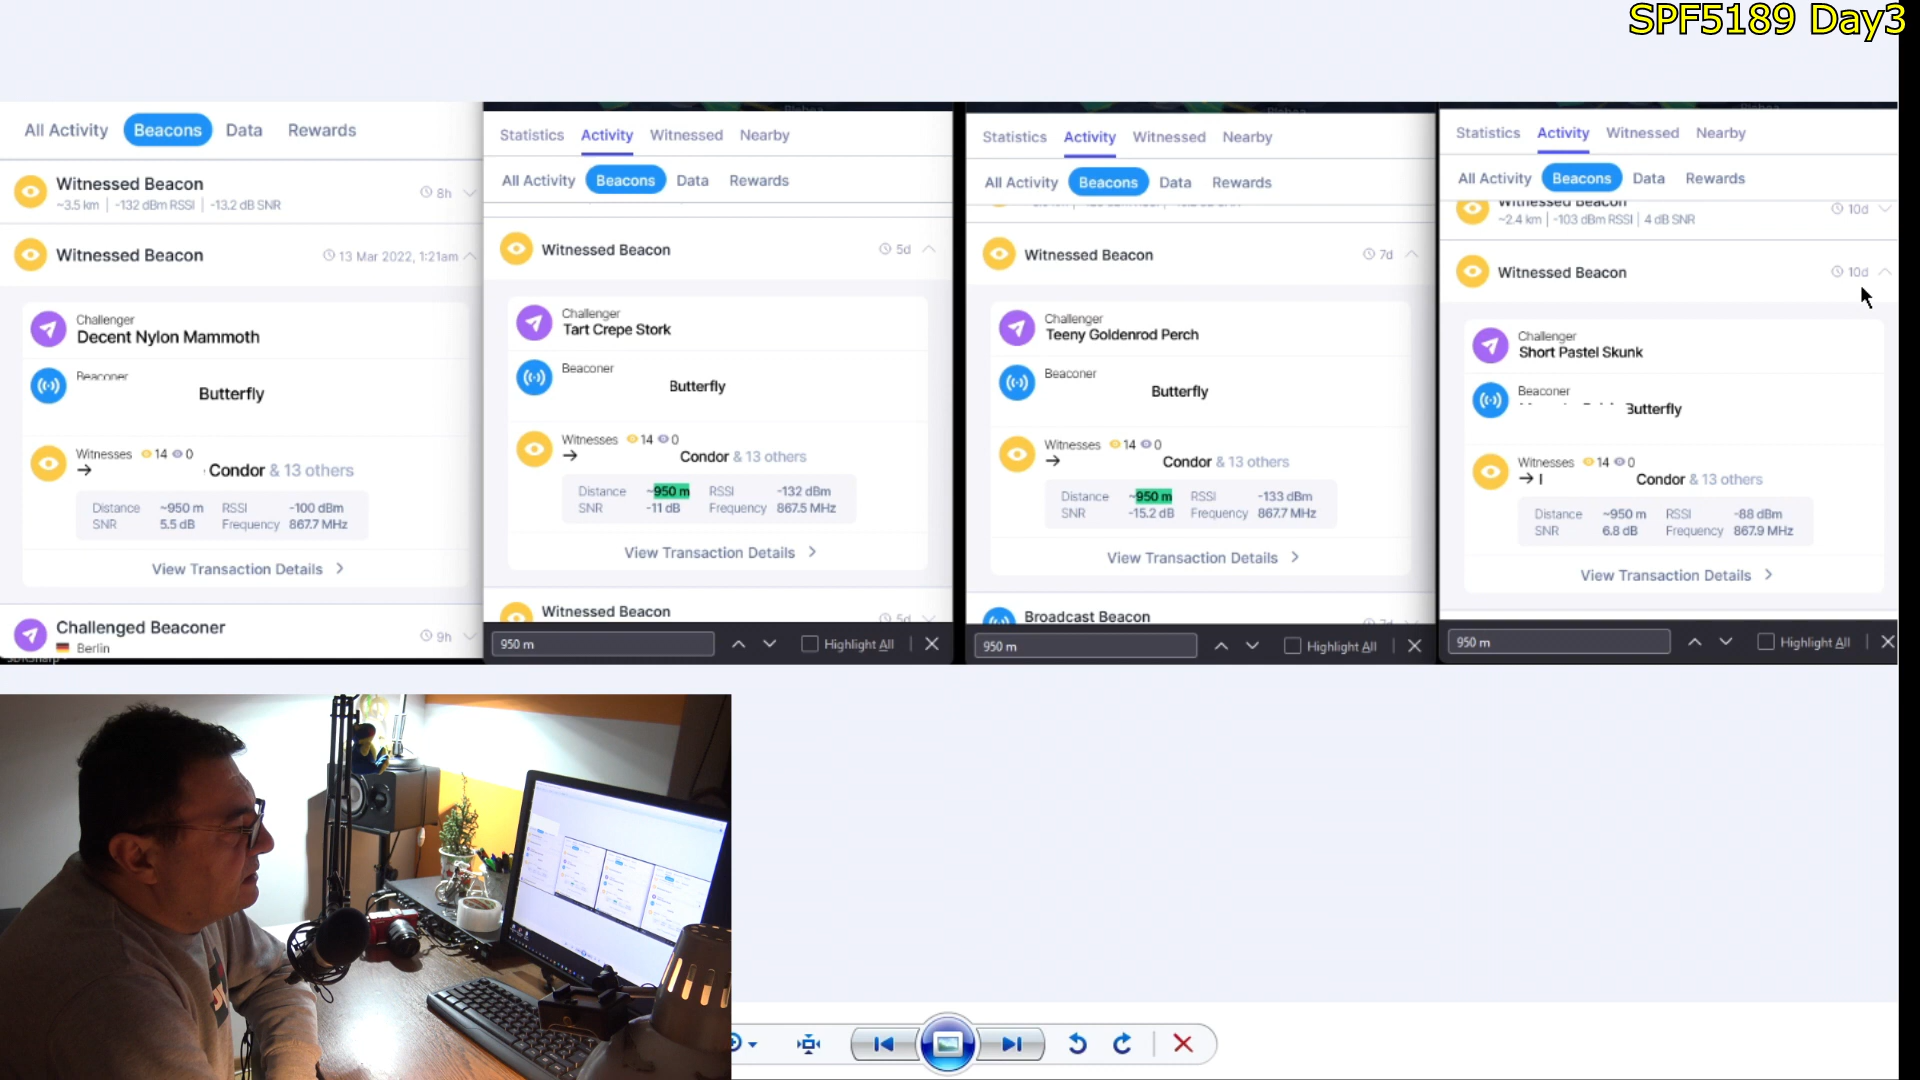 SPF5189 Day3
All Activity Beacons Data Rewards
Witnessed Beacon
8h
~3.5 km | -132 dBm RSSI | -13.2 dB SNR
Witnessed Beacon
13 Mar 2022, 1:21am
Challenger
Decent Nylon Mammoth
Beaconer
Butterfly
Witnesses 14 0
→ Condor & 13 others
Distance ~950 m RSSI -100 dBm
SNR 5.5 dB Frequency 867.7 MHz
View Transaction Details >
Challenged Beaconer
9h
Berlin
Statistics Activity Witnessed Nearby
All Activity Beacons Data Rewards
Witnessed Beacon
5d
Challenger
Tart Crepe Stork
Beaconer
Butterfly
Witnesses 14 0
→ Condor & 13 others
Distance ~950 m RSSI -132 dBm
SNR -11 dB Frequency 867.5 MHz
View Transaction Details >
Witnessed Beacon
5d
950 m Highlight All
Statistics Activity Witnessed Nearby
All Activity Beacons Data Rewards
Witnessed Beacon
7d
Challenger
Teeny Goldenrod Perch
Beaconer
Butterfly
Witnesses 14 0
→ Condor & 13 others
Distance ~950 m RSSI -133 dBm
SNR -15.2 dB Frequency 867.7 MHz
View Transaction Details >
Broadcast Beacon
7d
950 m Highlight All
Statistics Activity Witnessed Nearby
All Activity Beacons Data Rewards
Witnessed Beacon
10d
~2.4 km | -103 dBm RSSI | 4 dB SNR
Witnessed Beacon
10d
Challenger
Short Pastel Skunk
Beaconer
Butterfly
Witnesses 14 0
→ Condor & 13 others
Distance ~950 m RSSI -88 dBm
SNR 6.8 dB Frequency 867.9 MHz
View Transaction Details >
950 m Highlight All